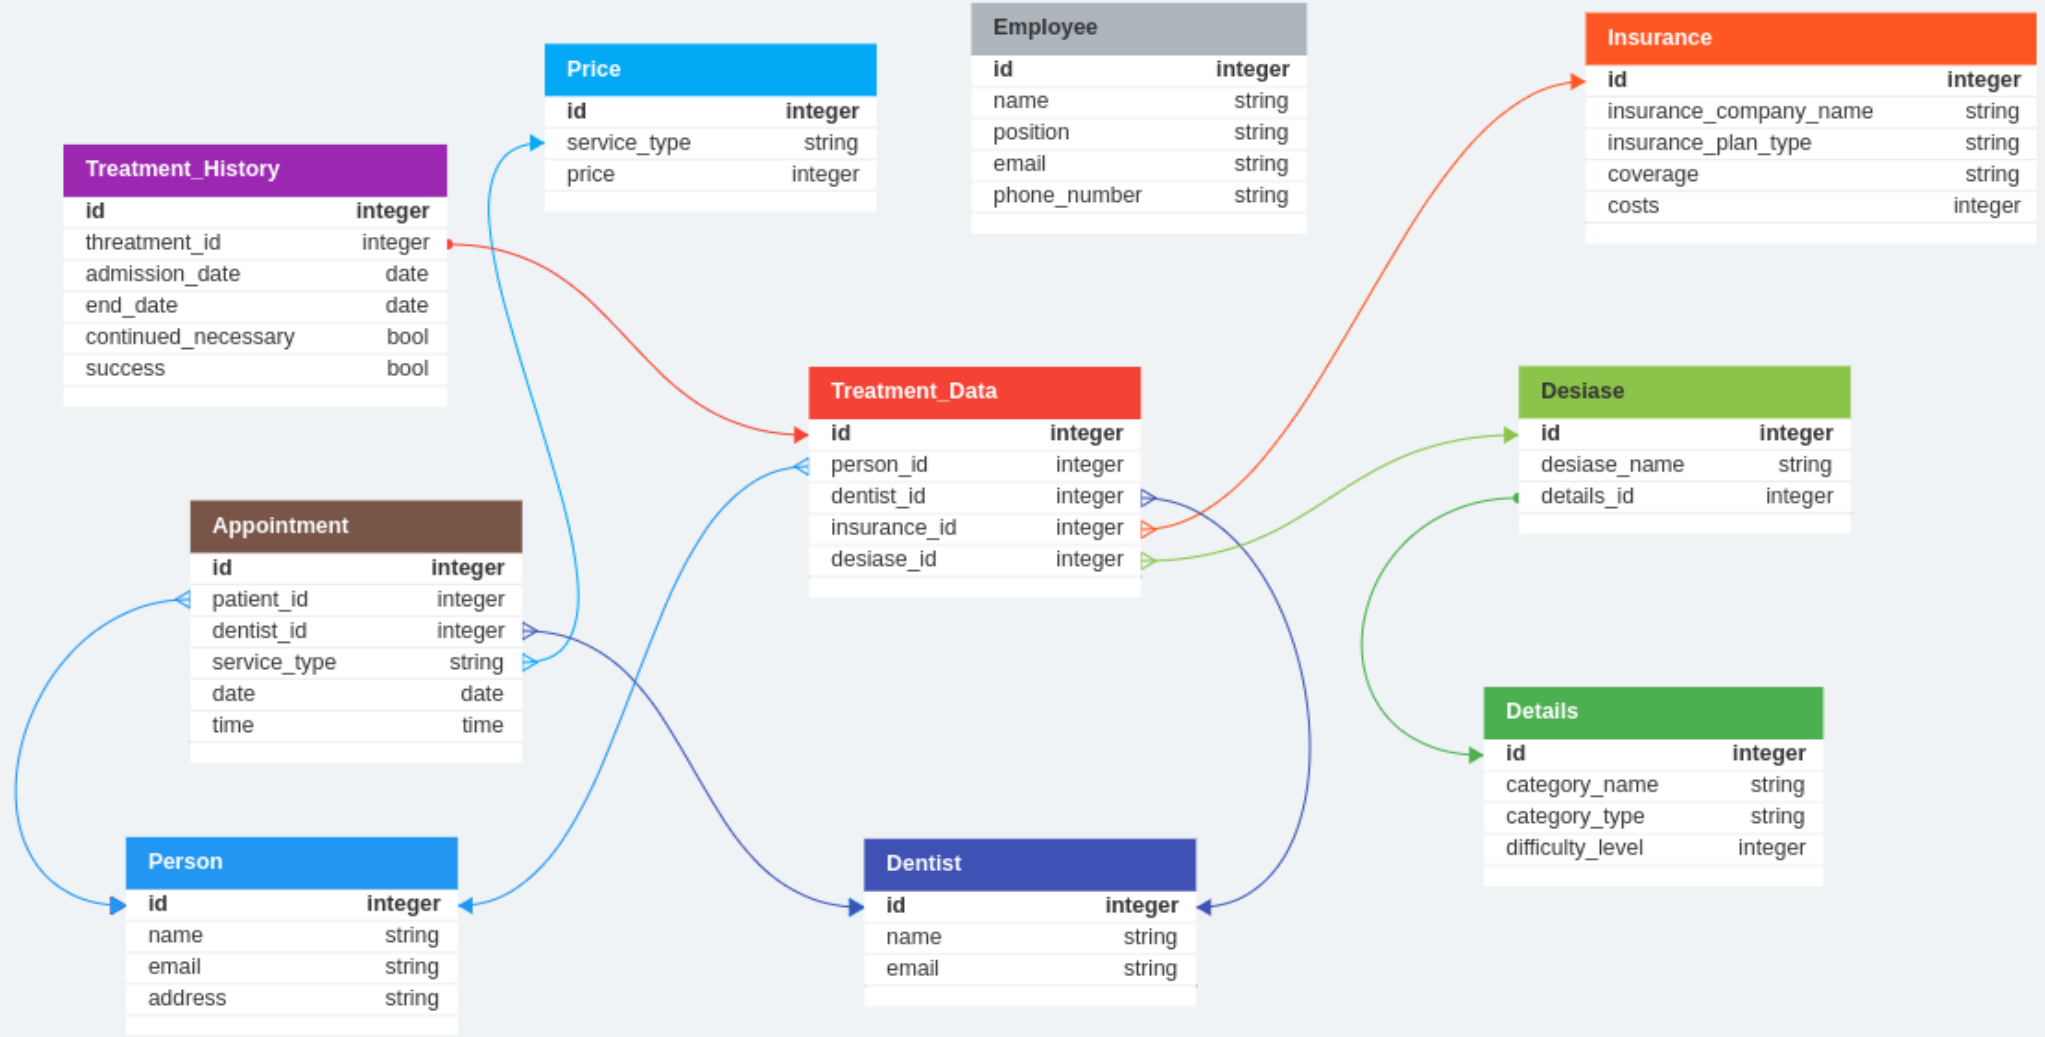 Treatment_History
id integer
threatment_id integer
admission_date date
end_date date
continued_necessary bool
success bool
Price
id integer
service_type string
price integer
Employee
id integer
name string
position string
email string
phone_number string
Insurance
id integer
insurance_company_name string
insurance_plan_type string
coverage string
costs integer
Treatment_Data
id integer
person_id integer
dentist_id integer
insurance_id integer
desiase_id integer
Desiase
id integer
desiase_name string
details_id integer
Appointment
id integer
patient_id integer
dentist_id integer
service_type string
date date
time time
Details
id integer
category_name string
category_type string
difficulty_level integer
Person
id integer
name string
email string
address string
Dentist
id integer
name string
email string